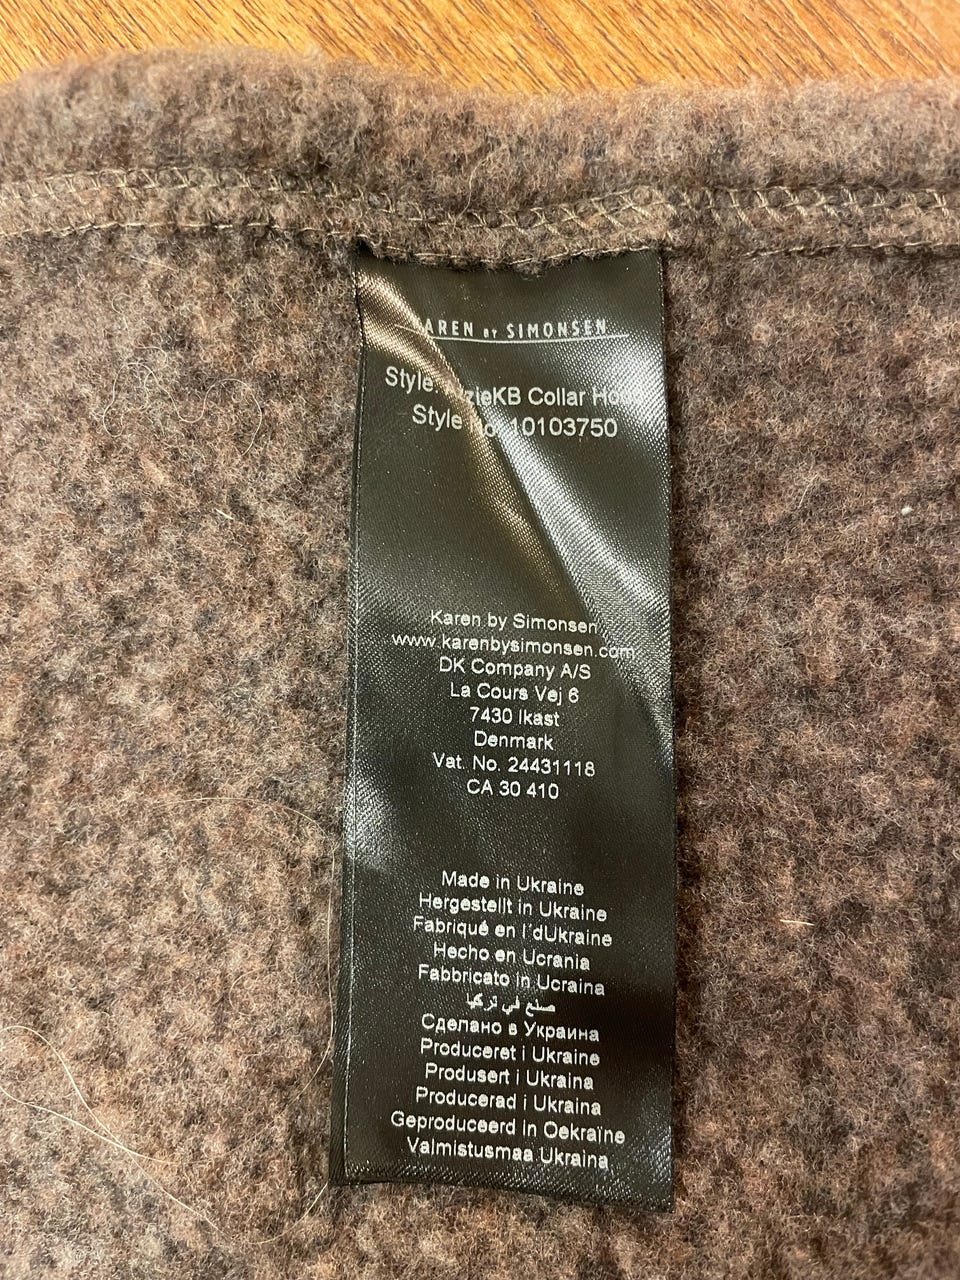 KAREN BY SIMONSEN
Style: Collar
Style no. 10103750
Karen by Simonsen
www.karenbysimonsen.com
DK Company A/S
La Cours Vej 6
7430 Ikast
Denmark
Vat. No. 24431118
CA 30 410
Made in Ukraine
Hergestellt in Ukraine
Fabriqué en l´dUkraine
Hecho en Ucrania
Fabbricato in Ucraina
صنع في تركيا
Сделано в Украина
Produceret i Ukraine
Produsert i Ukraina
Producerad i Ukraina
Geproduceerd in Oekraïne
Valmistusmaa Ukraina